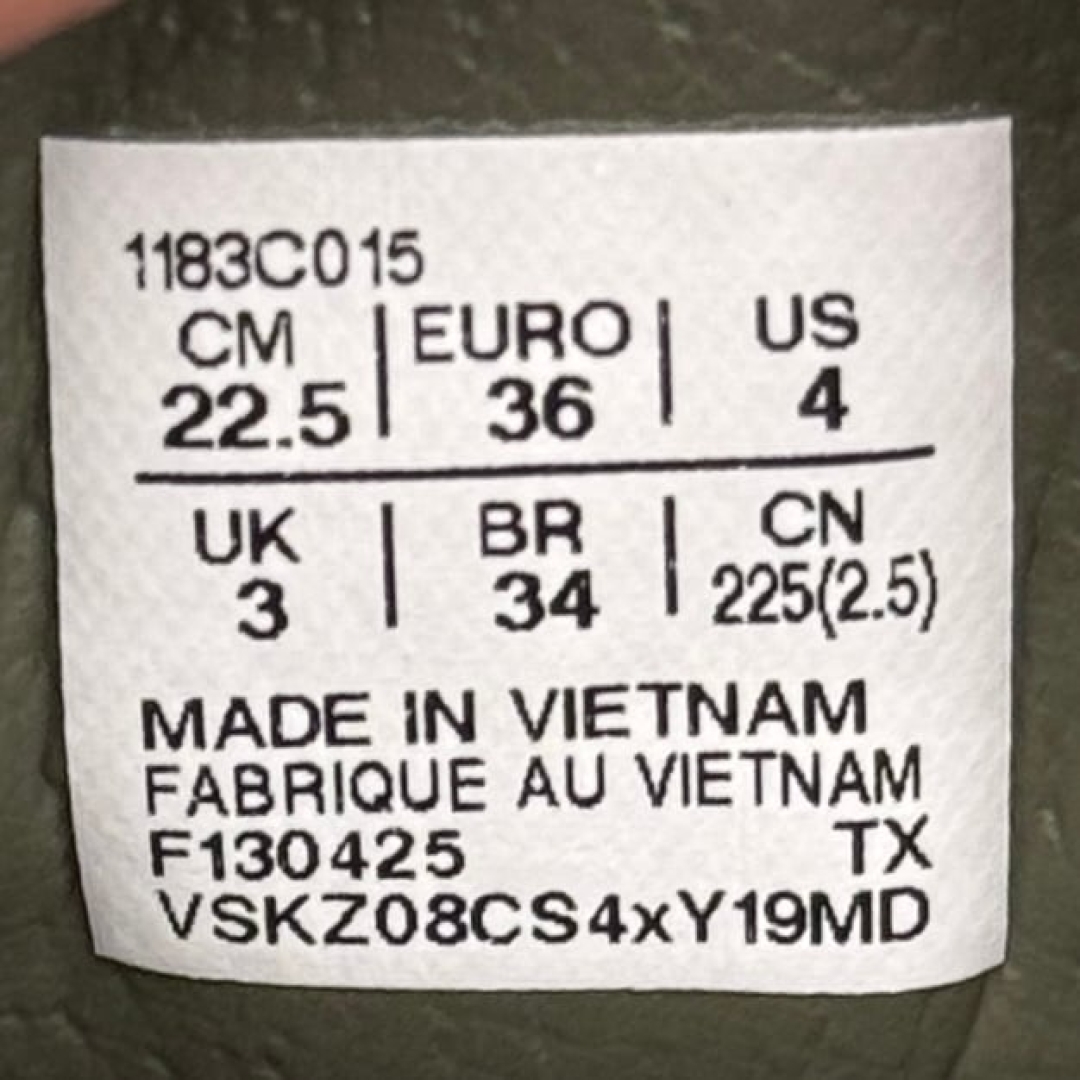 1183C015
CM | EURO | US
22.5 | 36 | 4
UK | BR | CN
3 | 34 | 225(2.5)
MADE IN VIETNAM
FABRIQUE AU VIETNAM
F130425 TX
VSKZ08CS4xY19MD